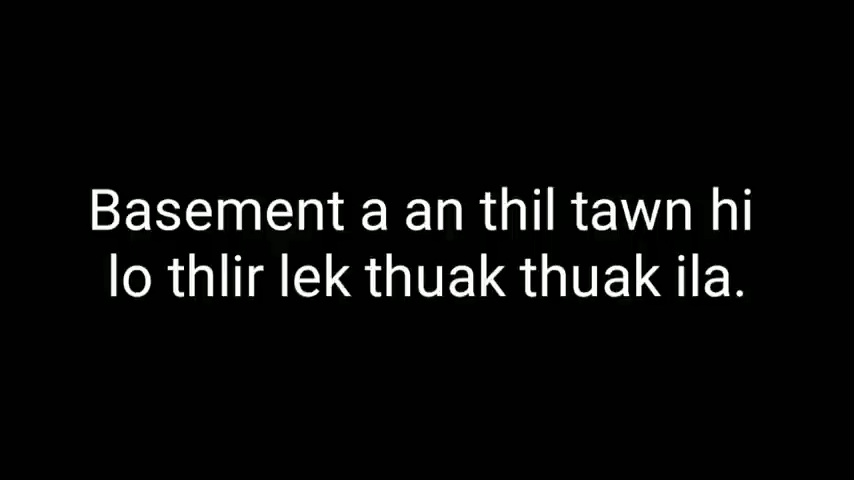 Basement a an thil tawn hi
lo thlir lek thuak thuak ila.